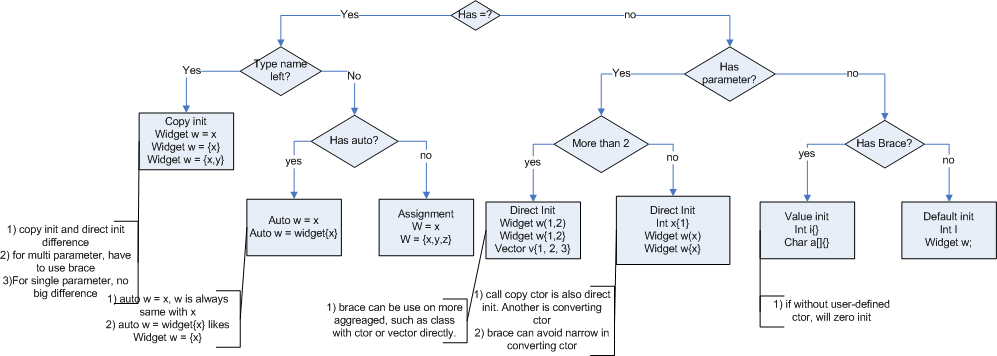 Has =?
Yes
no
Type name
left?
Has
parameter?
Yes
No
Yes
no
Copy init
Widget w = x
Widget w = {x}
Widget w = {x,y}
Has auto?
More than 2
Has Brace?
yes
no
yes
no
yes
no
Auto w = x
Auto w = widget{x}
Assignment
W = x
W = {x,y,z}
Direct Init
Widget w(1,2)
Widget w{1,2}
Vector v{1, 2, 3}
Direct Init
Int x{1}
Widget w(x)
Widget w{x}
Value init
Int i{}
Char a[]{}
Default init
Int I
Widget w;
1) copy init and direct init
difference
2) for multi parameter, have
to use brace
3)For single parameter, no
big difference
1) auto w = x, w is always
same with x
2) auto w = widget{x} likes
Widget w = {x}
1) brace can be use on more
aggreaged, such as class
with ctor or vector directly.
1) call copy ctor is also direct
init. Another is converting
ctor
2) brace can avoid narrow in
converting ctor
1) if without user-defined
ctor, will zero init